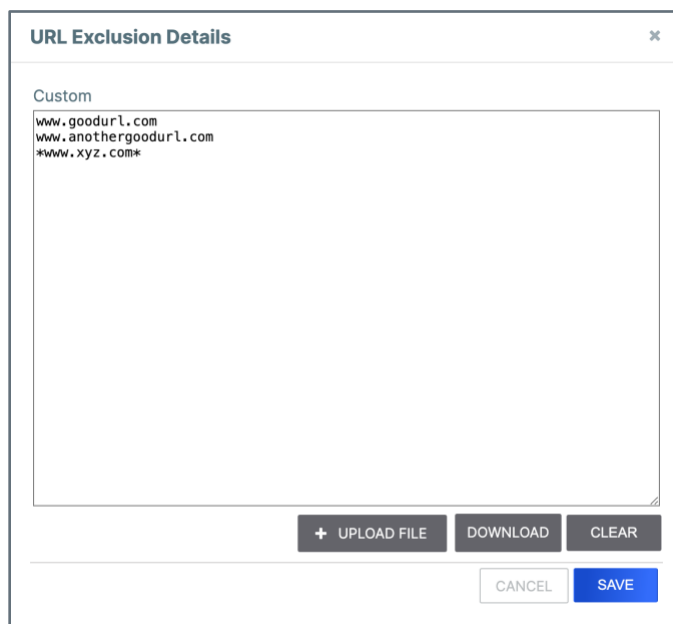 URL Exclusion Details ×
Custom
www.goodurl.com
www.anothergoodurl.com
*www.xyz.com*
+ UPLOAD FILE DOWNLOAD CLEAR
CANCEL SAVE